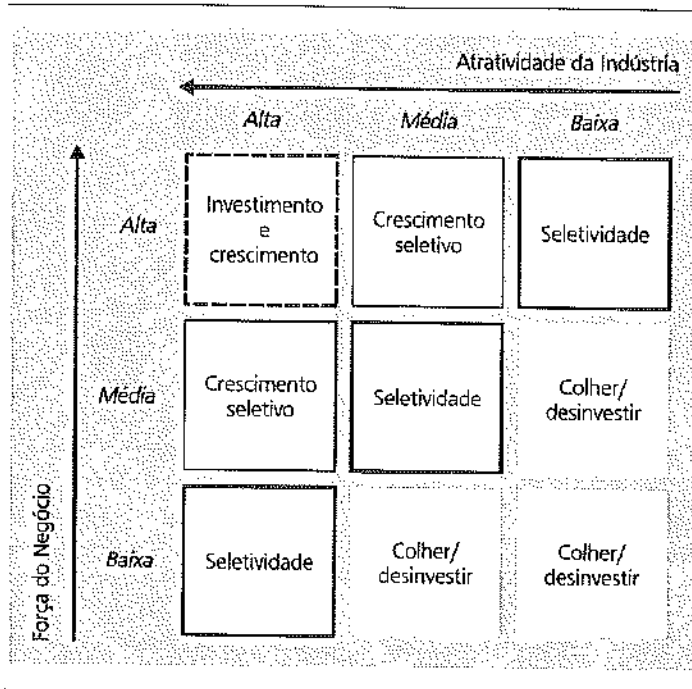 Atratividade da Indústria
Alta
Média
Baixa
Alta
Investimento
e
crescimento
Crescimento
seletivo
Seletividade
Média
Crescimento
seletivo
Seletividade
Colher/
desinvestir
Baixa
Seletividade
Colher/
desinvestir
Colher/
desinvestir
Força do Negócio